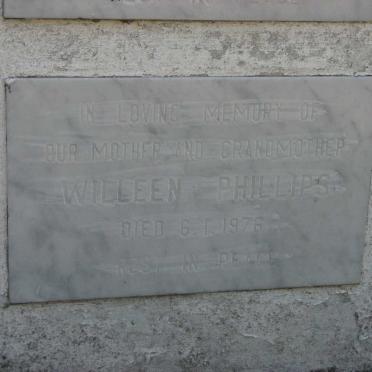 IN LOVING MEMORY OF
OUR MOTHER AND GRANDMOTHER
WILLEEN PHILLIPS
DIED 6.1.1976
REST IN PEACE